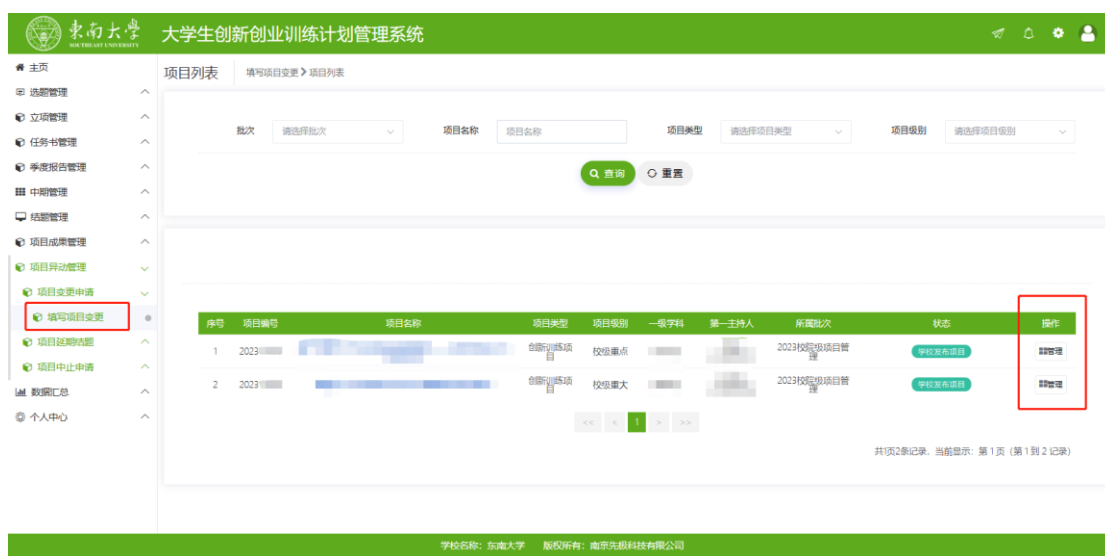 东南大学 大学生创新创业训练计划管理系统
SOUTHEAST UNIVERSITY
主页
选题管理
立项管理
任务书管理
季度报告管理
中期管理
结题管理
项目成果管理
项目异动管理
项目变更申请
填写项目变更
项目延期结题
项目中止申请
数据汇总
个人中心
项目列表 填写项目变更 > 项目列表
批次 请选择批次 项目名称 项目名称 项目类型 请选择项目类型 项目级别 请选择项目级别
查询 重置
序号 项目编号 项目名称 项目类型 项目级别 一级学科 第一主持人 所属批次 状态 操作
1 2023 创新训练项目 校级重点 2023校院级项目管理 学校发布项目 管理
2 2023 创新训练项目 校级重大 2023校院级项目管理 学校发布项目 管理
<< < 1 > >>
共1页2条记录，当前显示：第 1 页（第 1 到 2 记录）
学校名称：东南大学 版权所有：南京先极科技有限公司